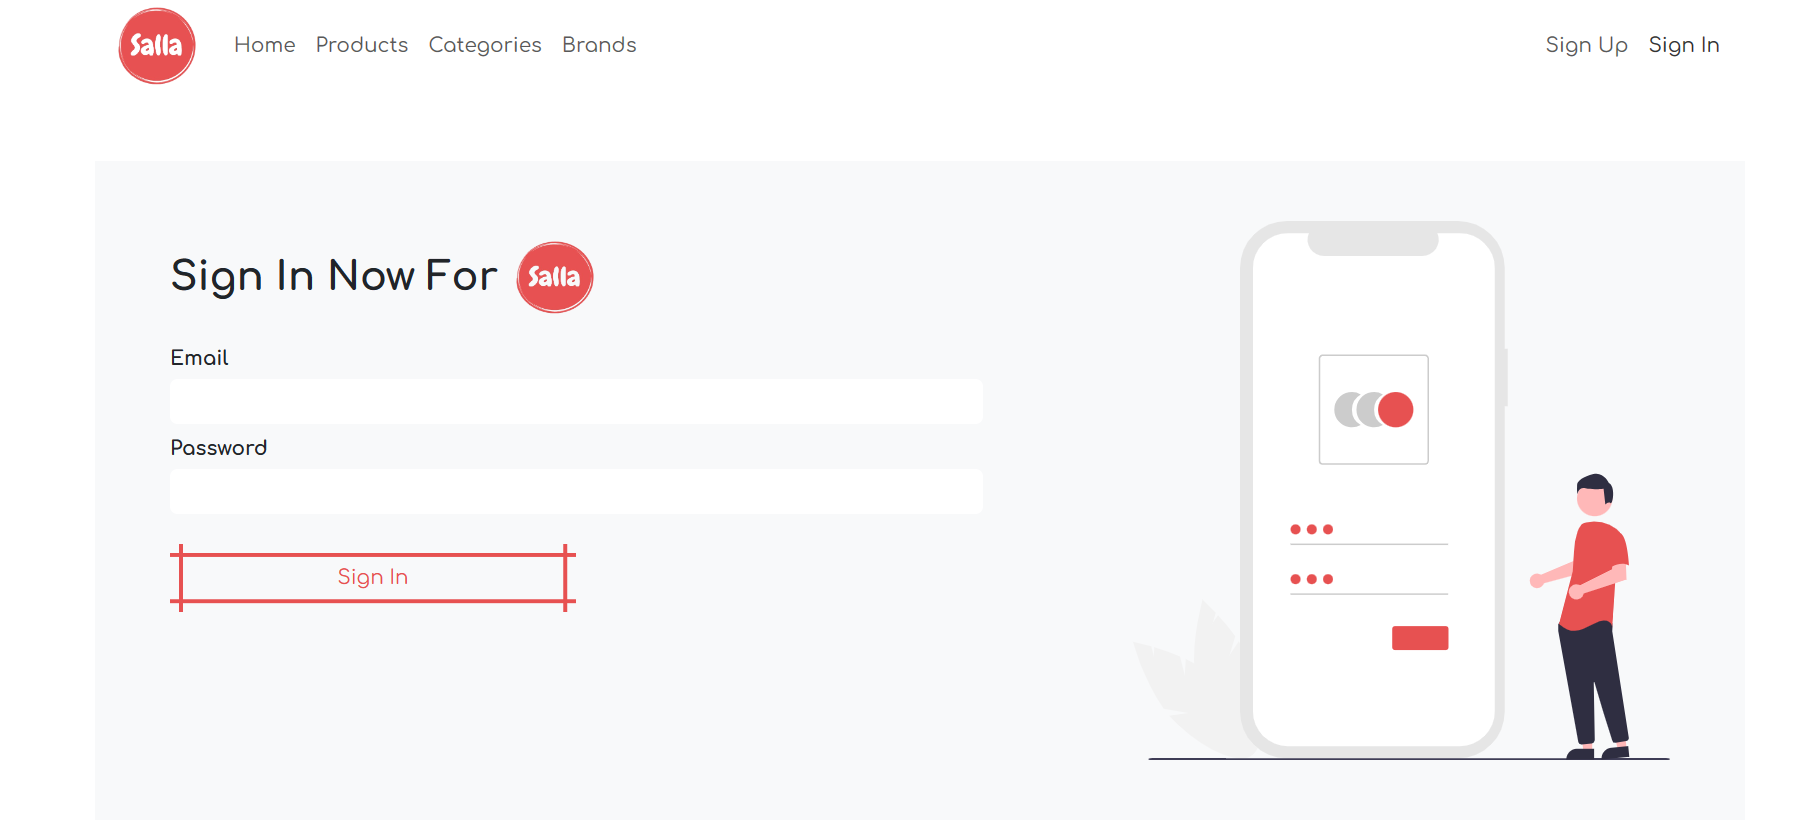 Salla Home Products Categories Brands Sign Up Sign In
Sign In Now For Salla
Email
Password
Sign In